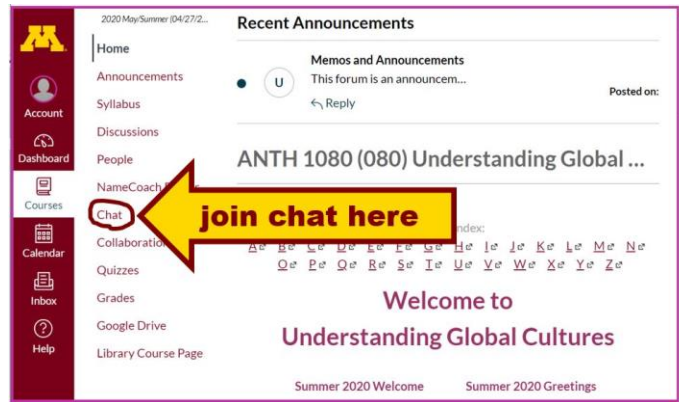 M
Account
Dashboard
Courses
Calendar
Inbox
Help
2020 May/Summer (04/27/2...
Home
Announcements
Syllabus
Discussions
People
NameCoach
Chat
Collaboration
Quizzes
Grades
Google Drive
Library Course Page
join chat here
Recent Announcements
U
Memos and Announcements
This forum is an announcem...
Reply
Posted on:
ANTH 1080 (080) Understanding Global ...
ndex:
A B C D E F G H I J K L M N
O P Q R S T U V W X Y Z
Welcome to
Understanding Global Cultures
Summer 2020 Welcome Summer 2020 Greetings